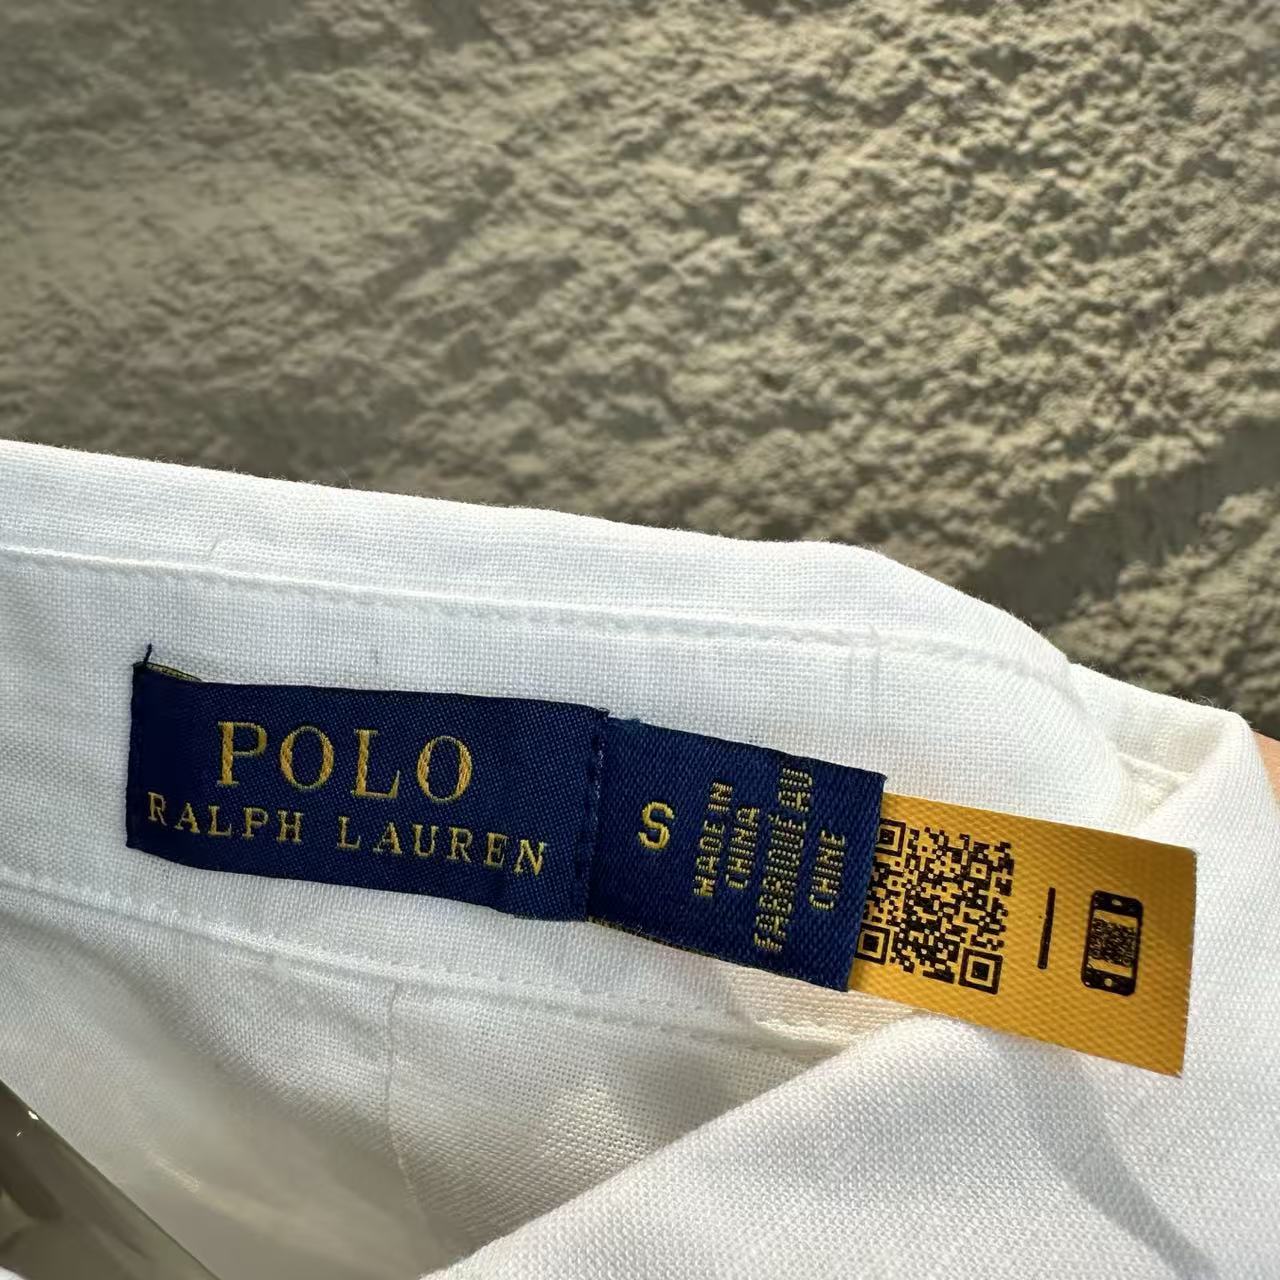 POLO
RALPH LAUREN
S
MADE IN
CHINA
FABRIQUÉ AU
CHINE